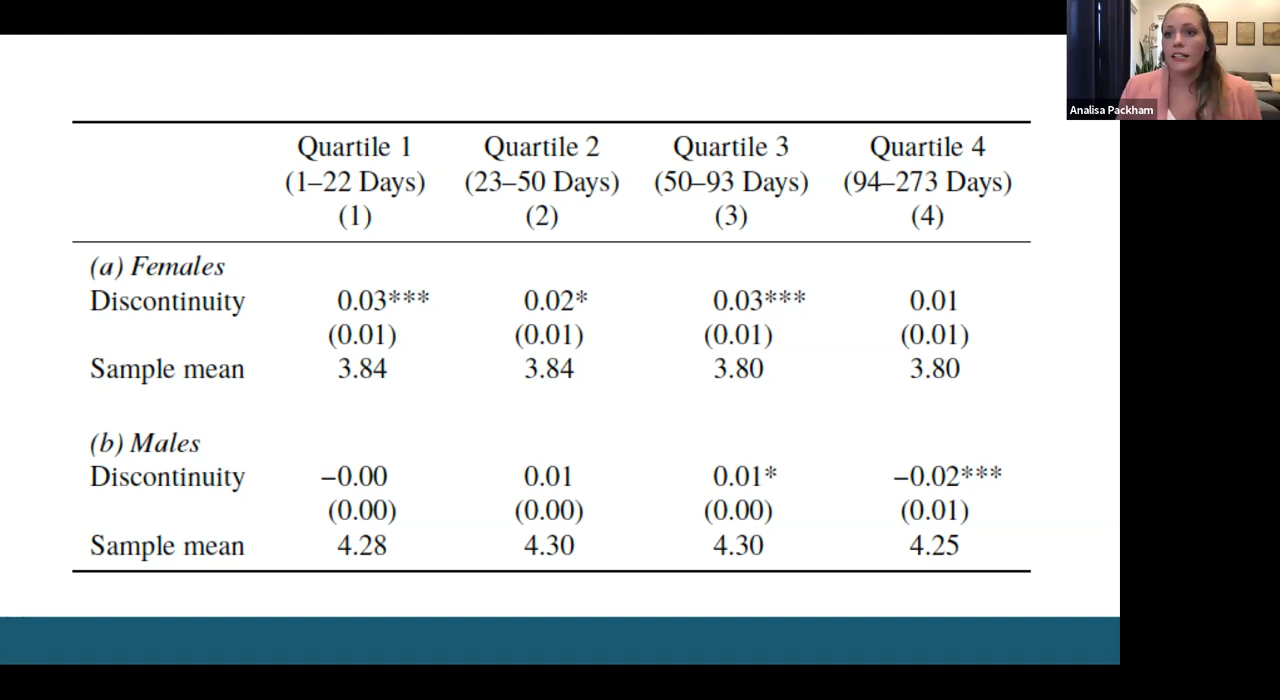 Analisa Packham
Quartile 1 Quartile 2 Quartile 3 Quartile 4
(1–22 Days) (23–50 Days) (50–93 Days) (94–273 Days)
(1) (2) (3) (4)
(a) Females
Discontinuity 0.03*** 0.02* 0.03*** 0.01
(0.01) (0.01) (0.01) (0.01)
Sample mean 3.84 3.84 3.80 3.80
(b) Males
Discontinuity −0.00 0.01 0.01* −0.02***
(0.00) (0.00) (0.00) (0.01)
Sample mean 4.28 4.30 4.30 4.25